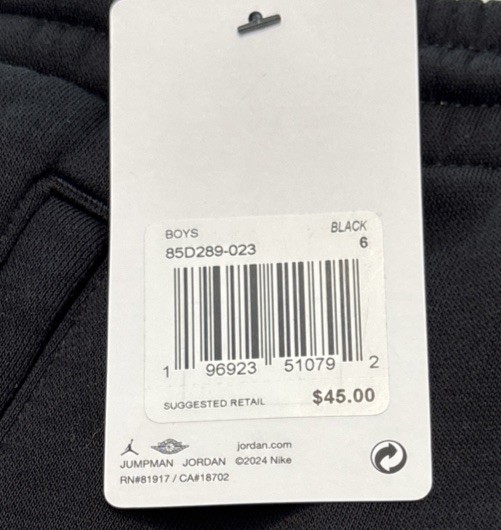 BOYS BLACK
85D289-023 6
1 96923 51079 2
SUGGESTED RETAIL $45.00
jordan.com
JUMPMAN JORDAN ©2024 Nike
RN#81917 / CA#18702